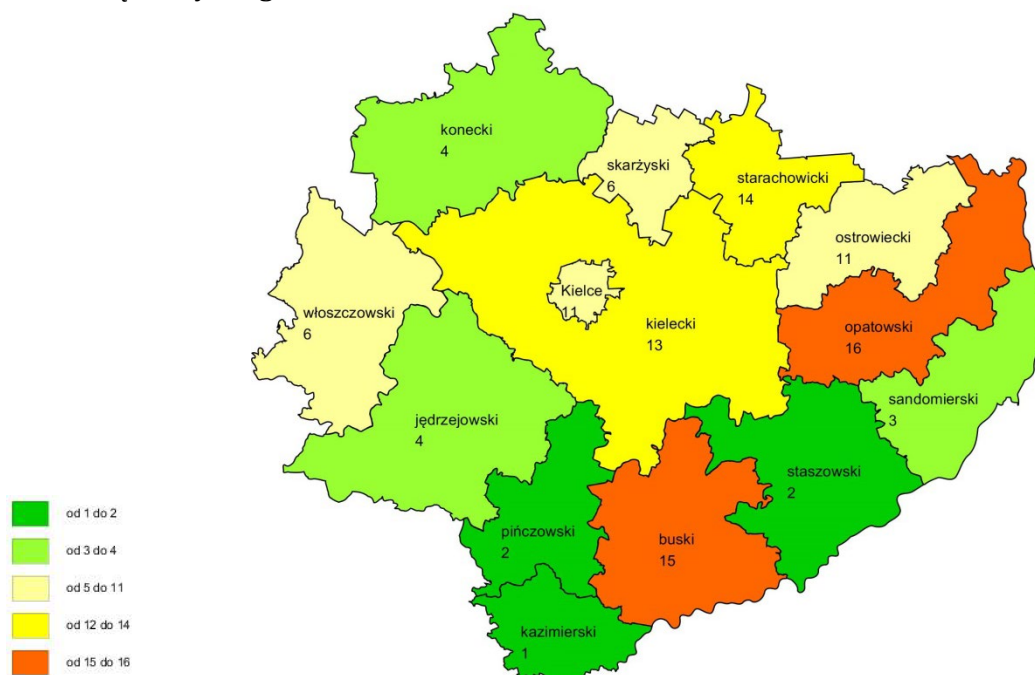 konecki
4
skarżyski
6
starachowicki
14
ostrowiecki
11
włoszczowski
6
Kielce
11
kielecki
13
opatowski
16
jędrzejowski
4
sandomierski
3
staszowski
2
pińczowski
2
buski
15
kazimierski
1
od 1 do 2
od 3 do 4
od 5 do 11
od 12 do 14
od 15 do 16